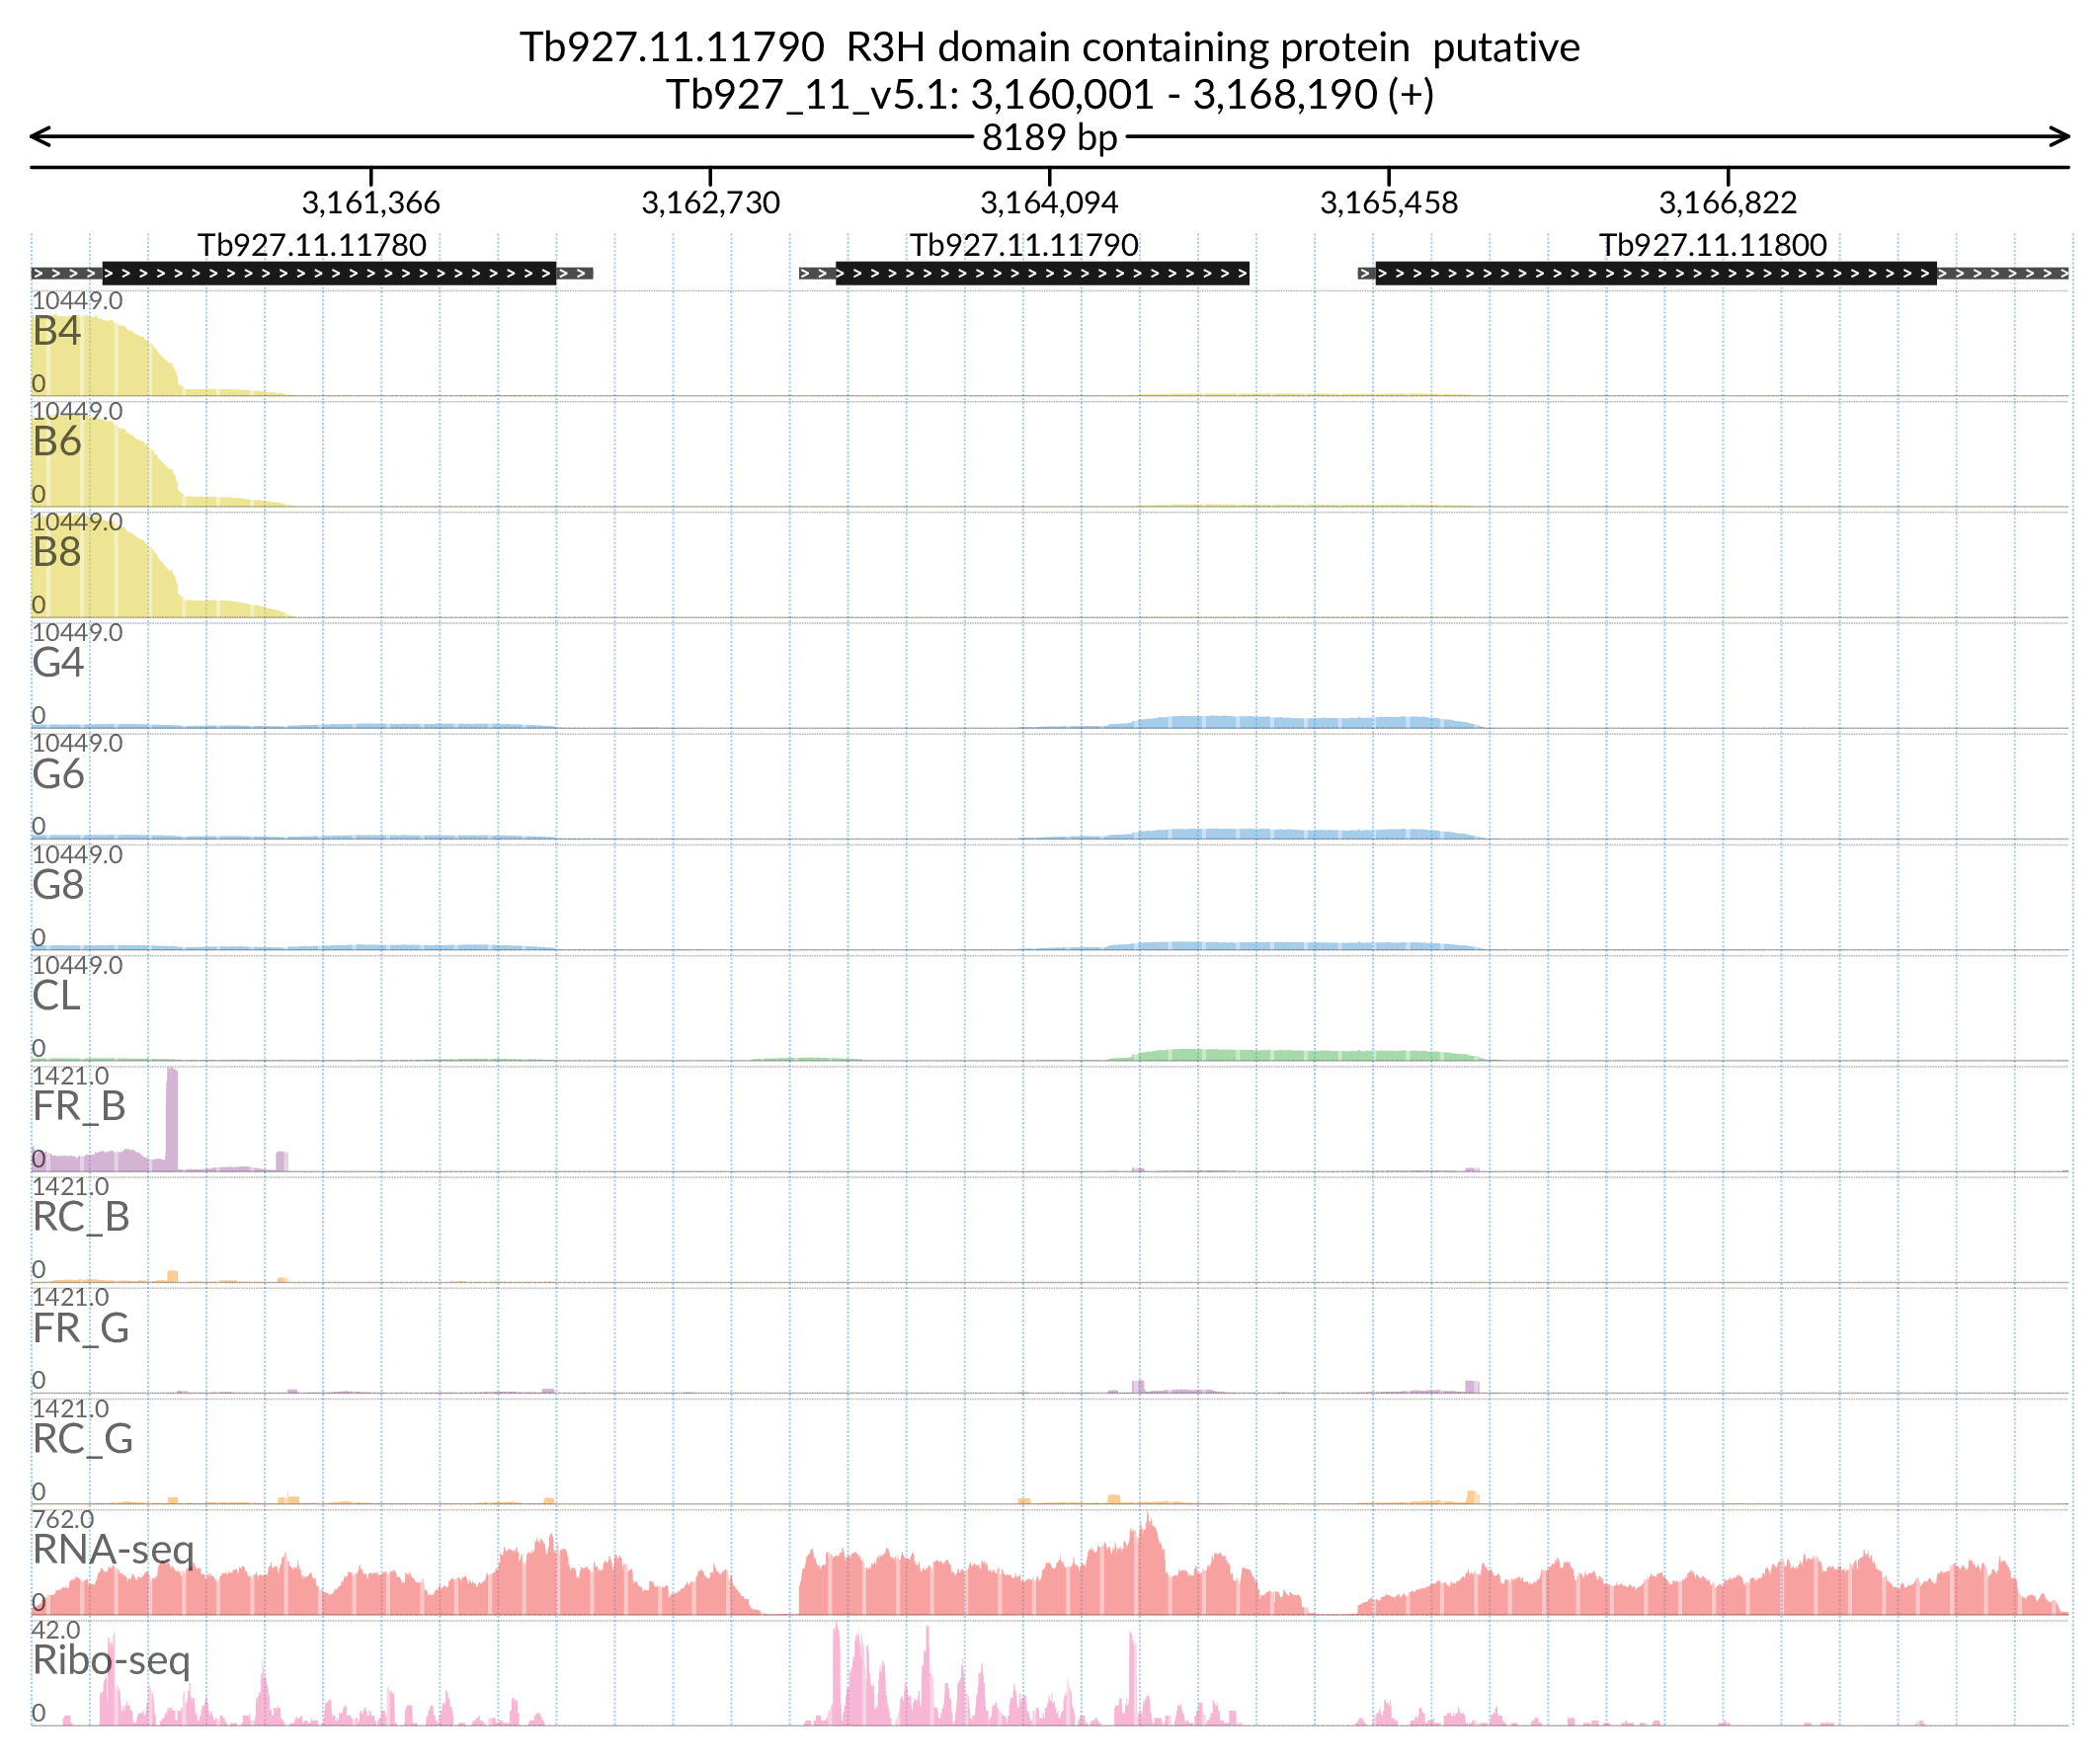 Tb927.11.11790  R3H domain containing protein  putative
Tb927_11_v5.1: 3,160,001 - 3,168,190 (+)
8189 bp
3,161,366 3,162,730 3,164,094 3,165,458 3,166,822
Tb927.11.11780 Tb927.11.11790 Tb927.11.11800
10449.0
B4
0
10449.0
B6
0
10449.0
B8
0
10449.0
G4
0
10449.0
G6
0
10449.0
G8
0
10449.0
CL
0
1421.0
FR_B
0
1421.0
RC_B
0
1421.0
FR_G
0
1421.0
RC_G
0
762.0
RNA-seq
0
42.0
Ribo-seq
0